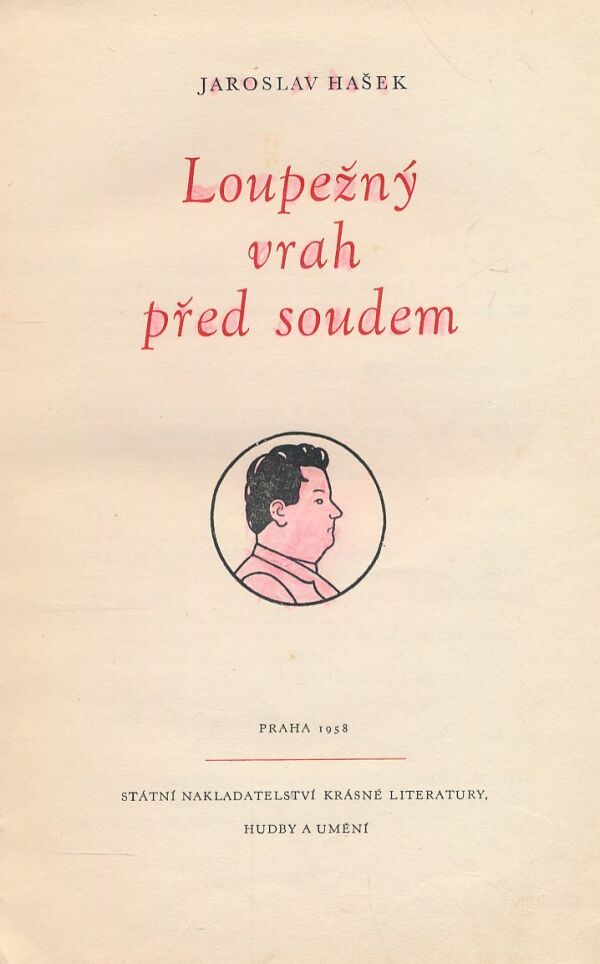 JAROSLAV HAŠEK
Loupežný
vrah
před soudem
PRAHA 1958
STÁTNÍ NAKLADATELSTVÍ KRÁSNÉ LITERATURY,
HUDBY A UMĚNÍ